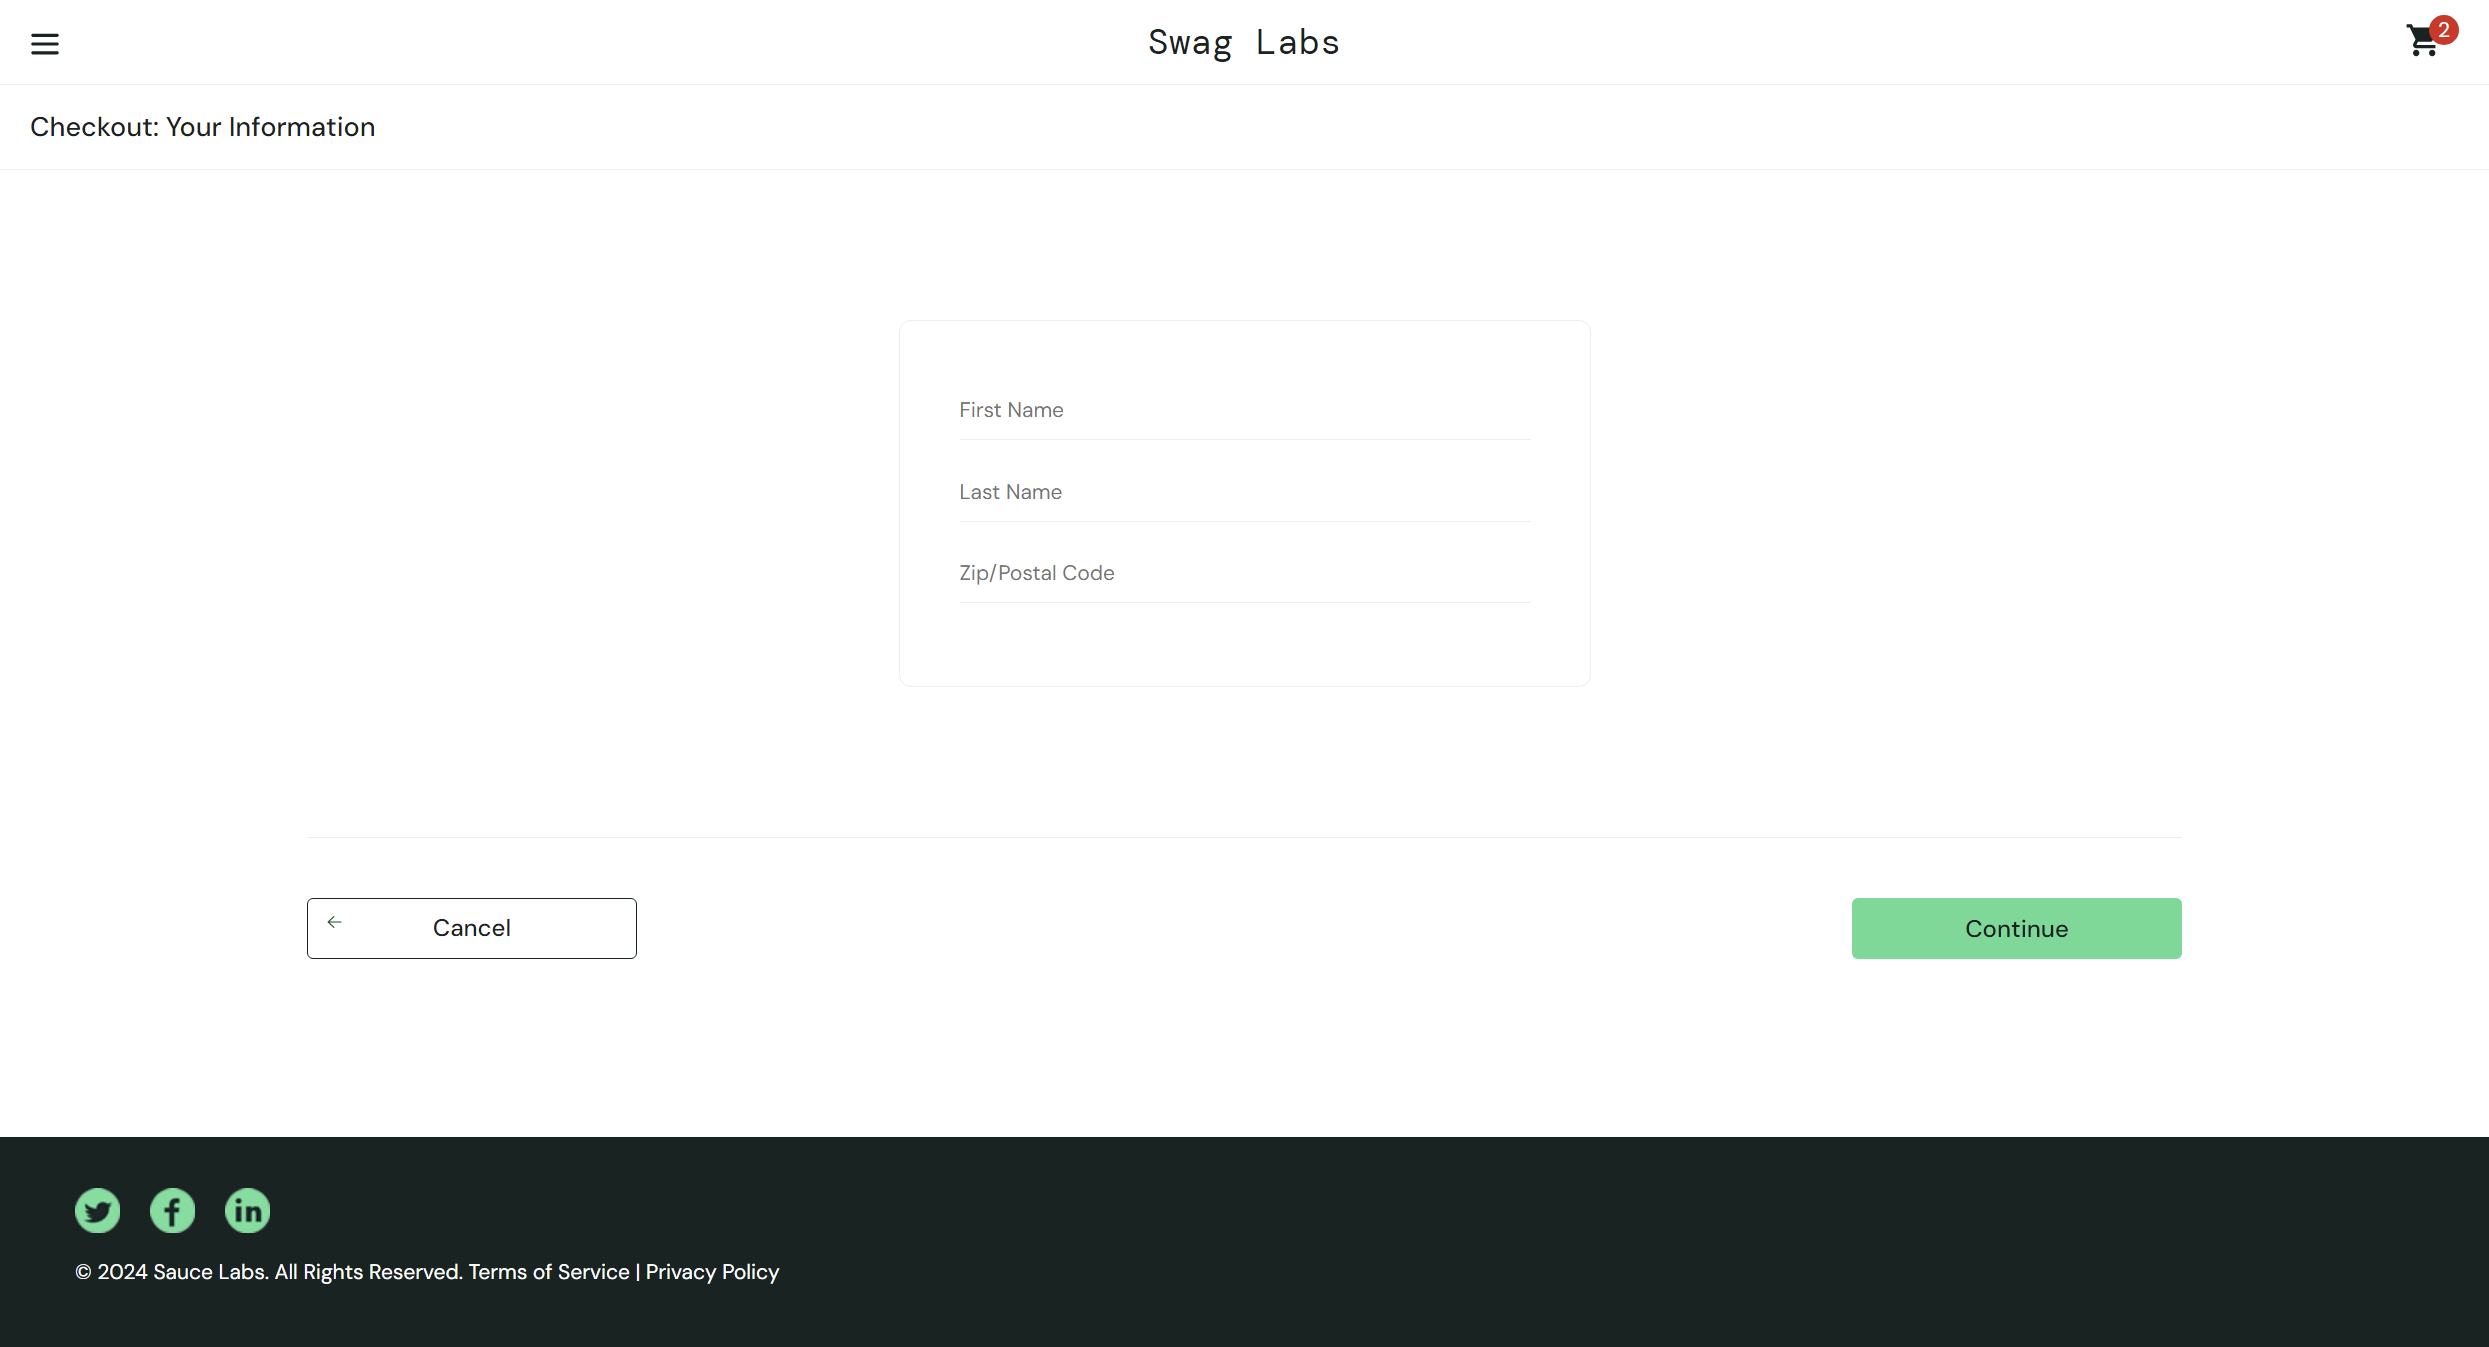 Swag Labs
2
Checkout: Your Information
First Name
Last Name
Zip/Postal Code
Cancel
Continue
© 2024 Sauce Labs. All Rights Reserved. Terms of Service | Privacy Policy